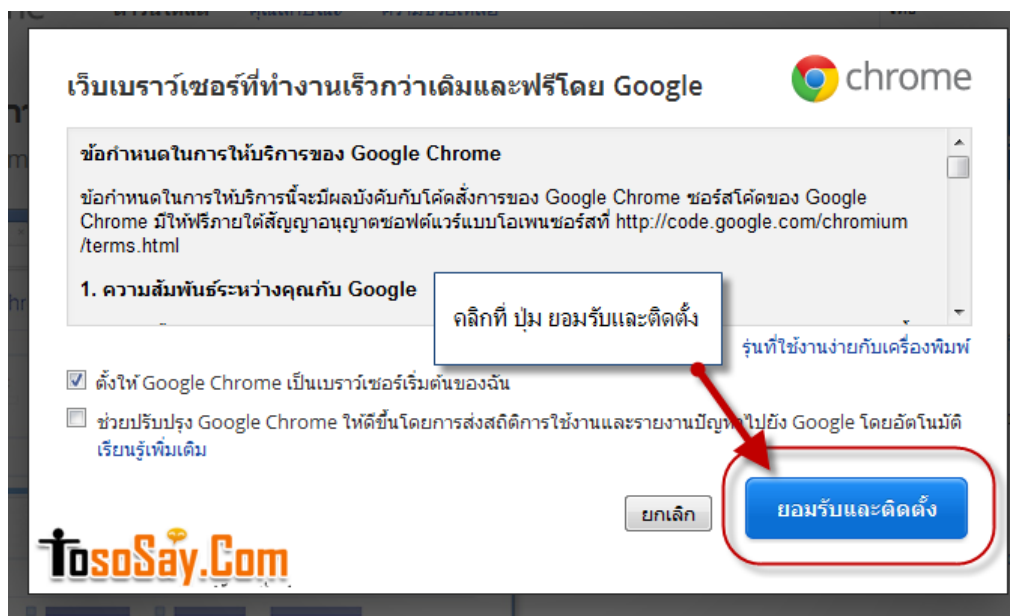 เว็บเบราว์เซอร์ที่ทำงานเร็วกว่าเดิมและฟรีโดย Google
chrome
ข้อกำหนดในการให้บริการของ Google Chrome
ข้อกำหนดในการให้บริการนี้จะมีผลบังคับกับโค้ดสั่งการของ Google Chrome ซอร์สโค้ดของ Google
Chrome มีให้ฟรีภายใต้สัญญาอนุญาตซอฟต์แวร์แบบโอเพนซอร์สที่ http://code.google.com/chromium
/terms.html
1. ความสัมพันธ์ระหว่างคุณกับ Google
คลิกที่ ปุ่ม ยอมรับและติดตั้ง
รุ่นที่ใช้งานง่ายกับเครื่องพิมพ์
ตั้งให้ Google Chrome เป็นเบราว์เซอร์เริ่มต้นของฉัน
ช่วยปรับปรุง Google Chrome ให้ดีขึ้นโดยการส่งสถิติการใช้งานและรายงานปัญหาไปยัง Google โดยอัตโนมัติ
เรียนรู้เพิ่มเติม
ยกเลิก
ยอมรับและติดตั้ง
TosoSay.Com